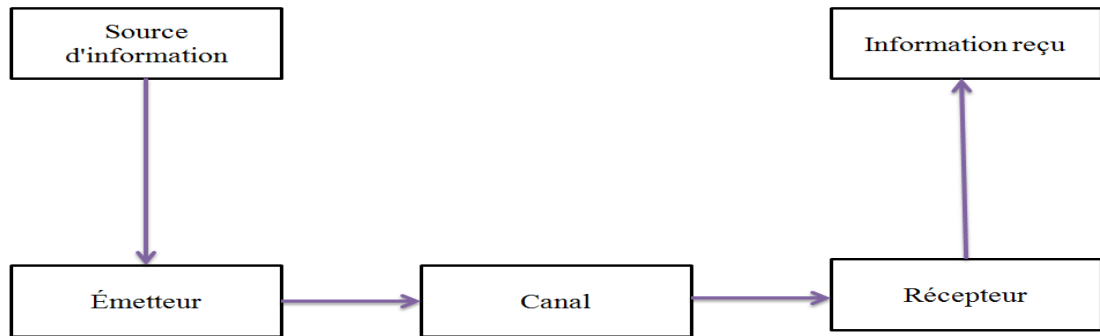 Source
d'information
Information reçu
Émetteur
Canal
Récepteur